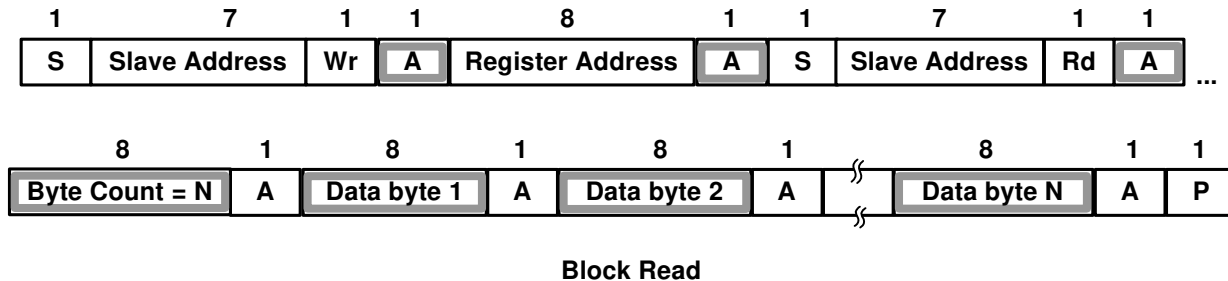 1 7 1 1 8 1 1 7 1 1
S Slave Address Wr A Register Address A S Slave Address Rd A ...
8 1 8 1 8 1 8 1 1
Byte Count = N A Data byte 1 A Data byte 2 A Data byte N A P
Block Read